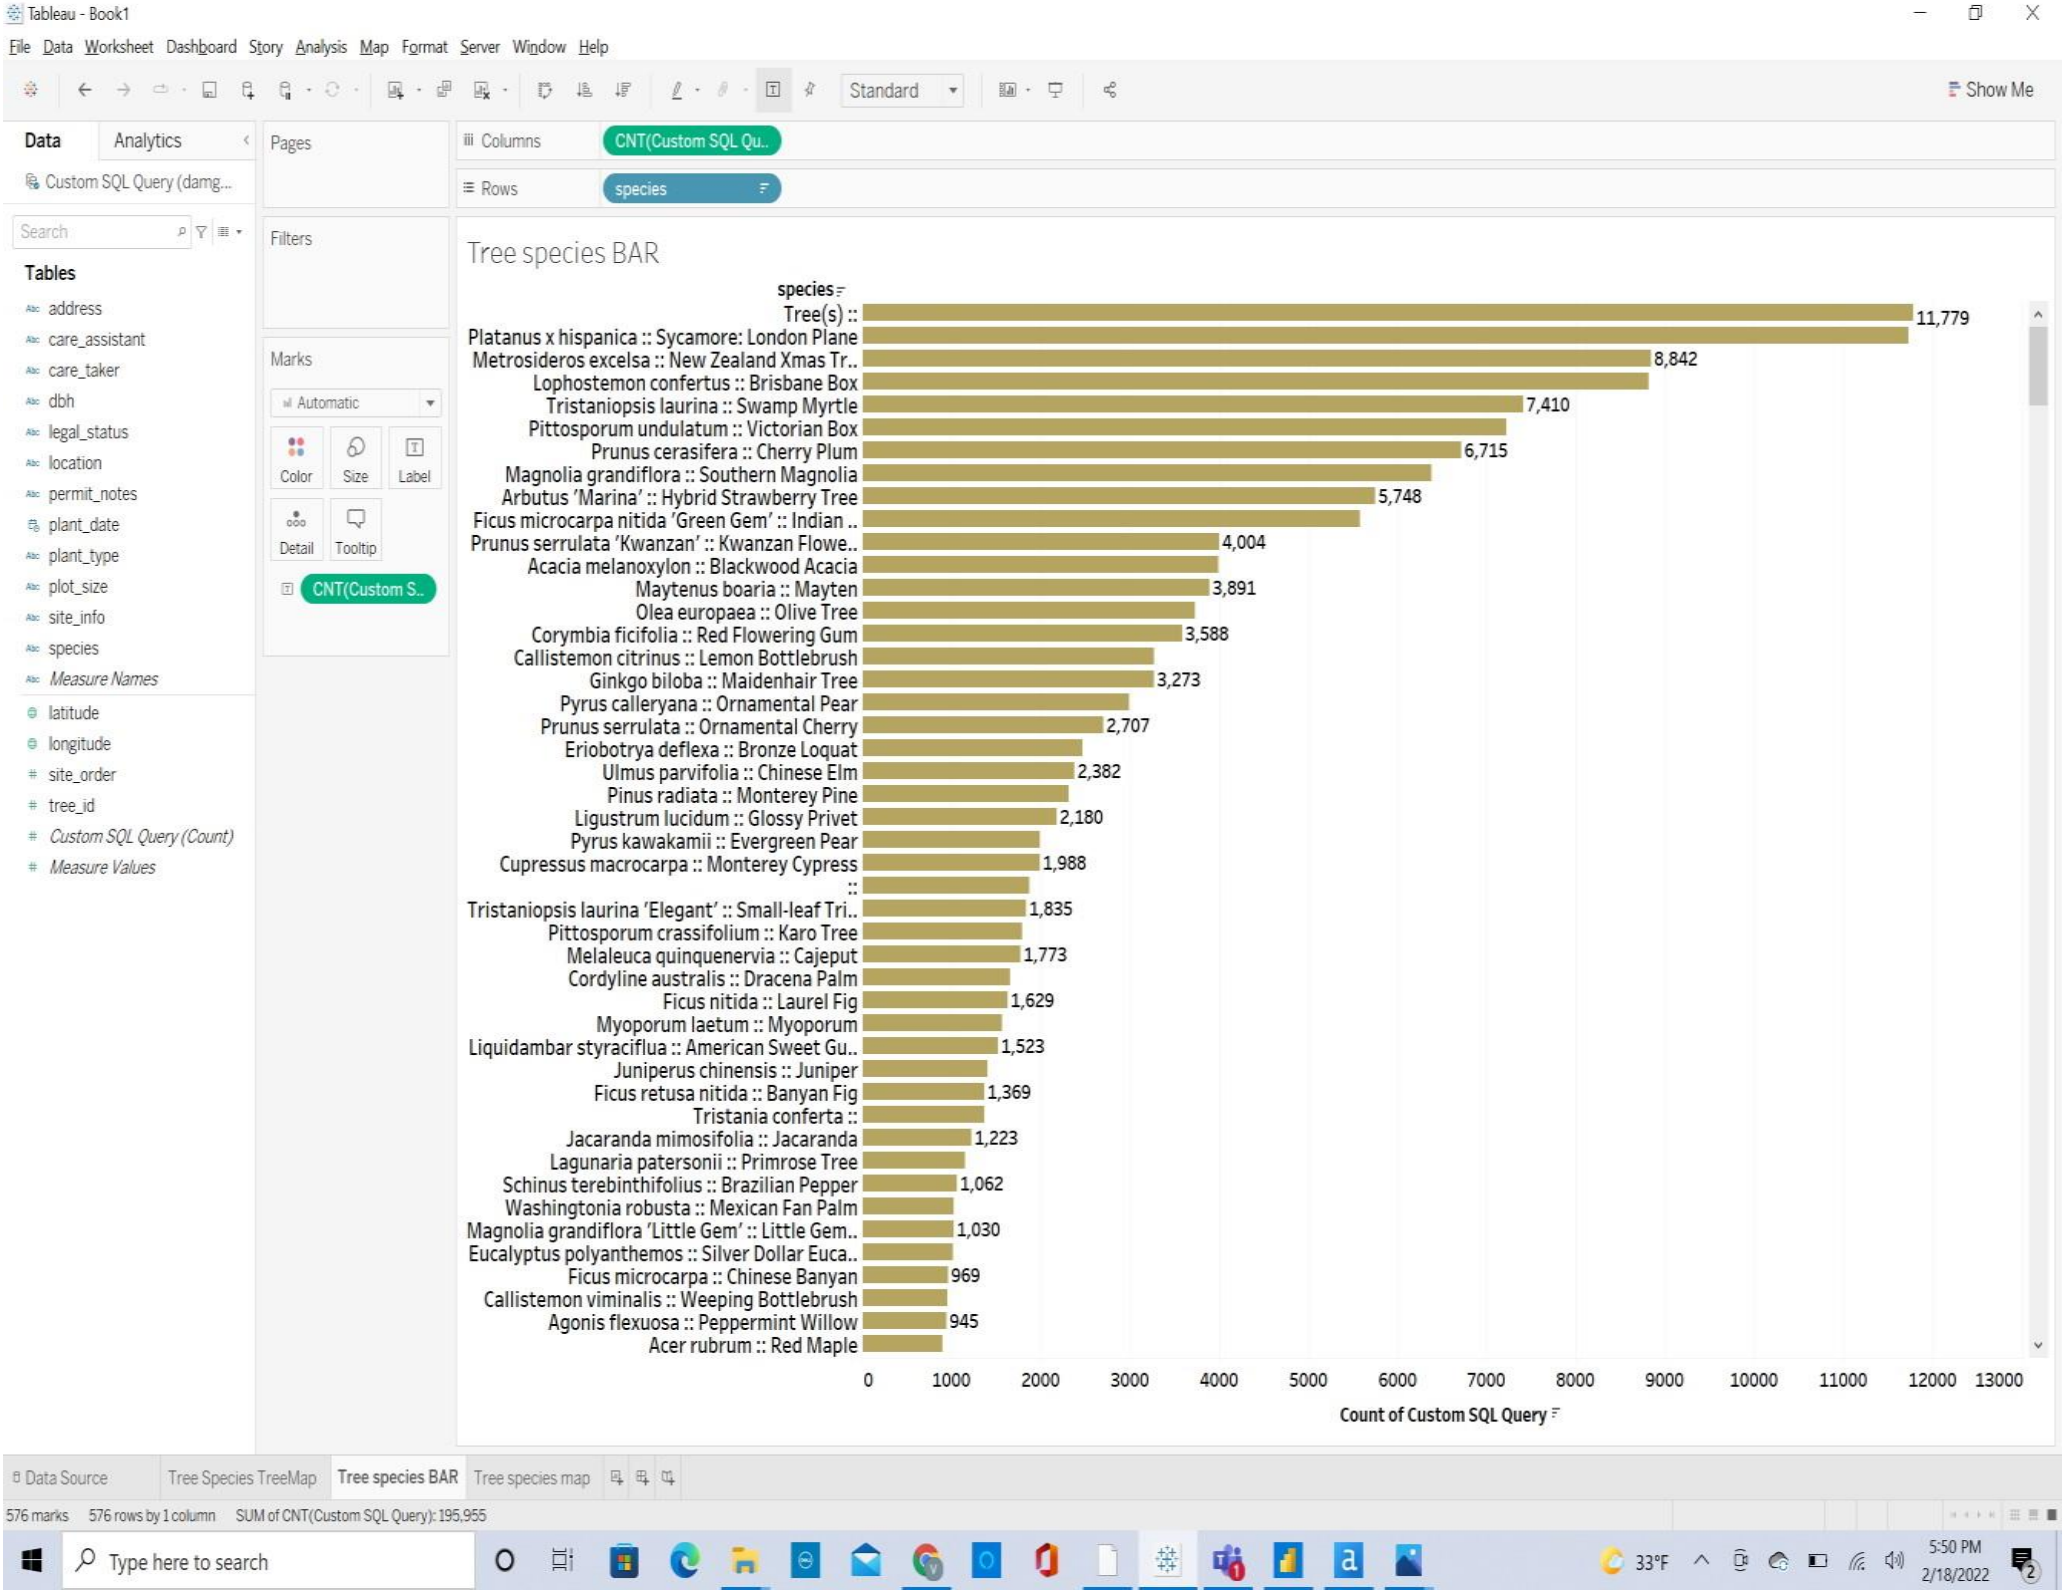 Tableau - Book1
File Data Worksheet Dashboard Story Analysis Map Format Server Window Help
Standard
Show Me
Data Analytics
Custom SQL Query (damg...
Search
Tables
Abc address
Abc care_assistant
Abc care_taker
Abc dbh
Abc legal_status
Abc location
Abc permit_notes
plant_date
Abc plant_type
Abc plot_size
Abc site_info
Abc species
Abc Measure Names
latitude
longitude
# site_order
# tree_id
# Custom SQL Query (Count)
# Measure Values
Pages
Filters
Marks
Automatic
Color Size Label
Detail Tooltip
CNT(Custom S..
Columns CNT(Custom SQL Qu..
Rows species
Tree species BAR
species
Tree(s) :: 11,779
Platanus x hispanica :: Sycamore: London Plane
Metrosideros excelsa :: New Zealand Xmas Tr.. 8,842
Lophostemon confertus :: Brisbane Box
Tristaniopsis laurina :: Swamp Myrtle 7,410
Pittosporum undulatum :: Victorian Box
Prunus cerasifera :: Cherry Plum 6,715
Magnolia grandiflora :: Southern Magnolia
Arbutus 'Marina' :: Hybrid Strawberry Tree 5,748
Ficus microcarpa nitida 'Green Gem' :: Indian ..
Prunus serrulata 'Kwanzan' :: Kwanzan Flowe.. 4,004
Acacia melanoxylon :: Blackwood Acacia
Maytenus boaria :: Mayten 3,891
Olea europaea :: Olive Tree
Corymbia ficifolia :: Red Flowering Gum 3,588
Callistemon citrinus :: Lemon Bottlebrush
Ginkgo biloba :: Maidenhair Tree 3,273
Pyrus calleryana :: Ornamental Pear
Prunus serrulata :: Ornamental Cherry 2,707
Eriobotrya deflexa :: Bronze Loquat
Ulmus parvifolia :: Chinese Elm 2,382
Pinus radiata :: Monterey Pine
Ligustrum lucidum :: Glossy Privet 2,180
Pyrus kawakamii :: Evergreen Pear
Cupressus macrocarpa :: Monterey Cypress 1,988
::
Tristaniopsis laurina 'Elegant' :: Small-leaf Tri.. 1,835
Pittosporum crassifolium :: Karo Tree
Melaleuca quinquenervia :: Cajeput 1,773
Cordyline australis :: Dracena Palm
Ficus nitida :: Laurel Fig 1,629
Myoporum laetum :: Myoporum
Liquidambar styraciflua :: American Sweet Gu.. 1,523
Juniperus chinensis :: Juniper
Ficus retusa nitida :: Banyan Fig 1,369
Tristania conferta ::
Jacaranda mimosifolia :: Jacaranda 1,223
Lagunaria patersonii :: Primrose Tree
Schinus terebinthifolius :: Brazilian Pepper 1,062
Washingtonia robusta :: Mexican Fan Palm
Magnolia grandiflora 'Little Gem' :: Little Gem.. 1,030
Eucalyptus polyanthemos :: Silver Dollar Euca..
Ficus microcarpa :: Chinese Banyan 969
Callistemon viminalis :: Weeping Bottlebrush
Agonis flexuosa :: Peppermint Willow 945
Acer rubrum :: Red Maple
0 1000 2000 3000 4000 5000 6000 7000 8000 9000 10000 11000 12000 13000
Count of Custom SQL Query
Data Source Tree Species TreeMap Tree species BAR Tree species map
576 marks 576 rows by 1 column SUM of CNT(Custom SQL Query): 195,955
Type here to search
33°F
5:50 PM
2/18/2022
2